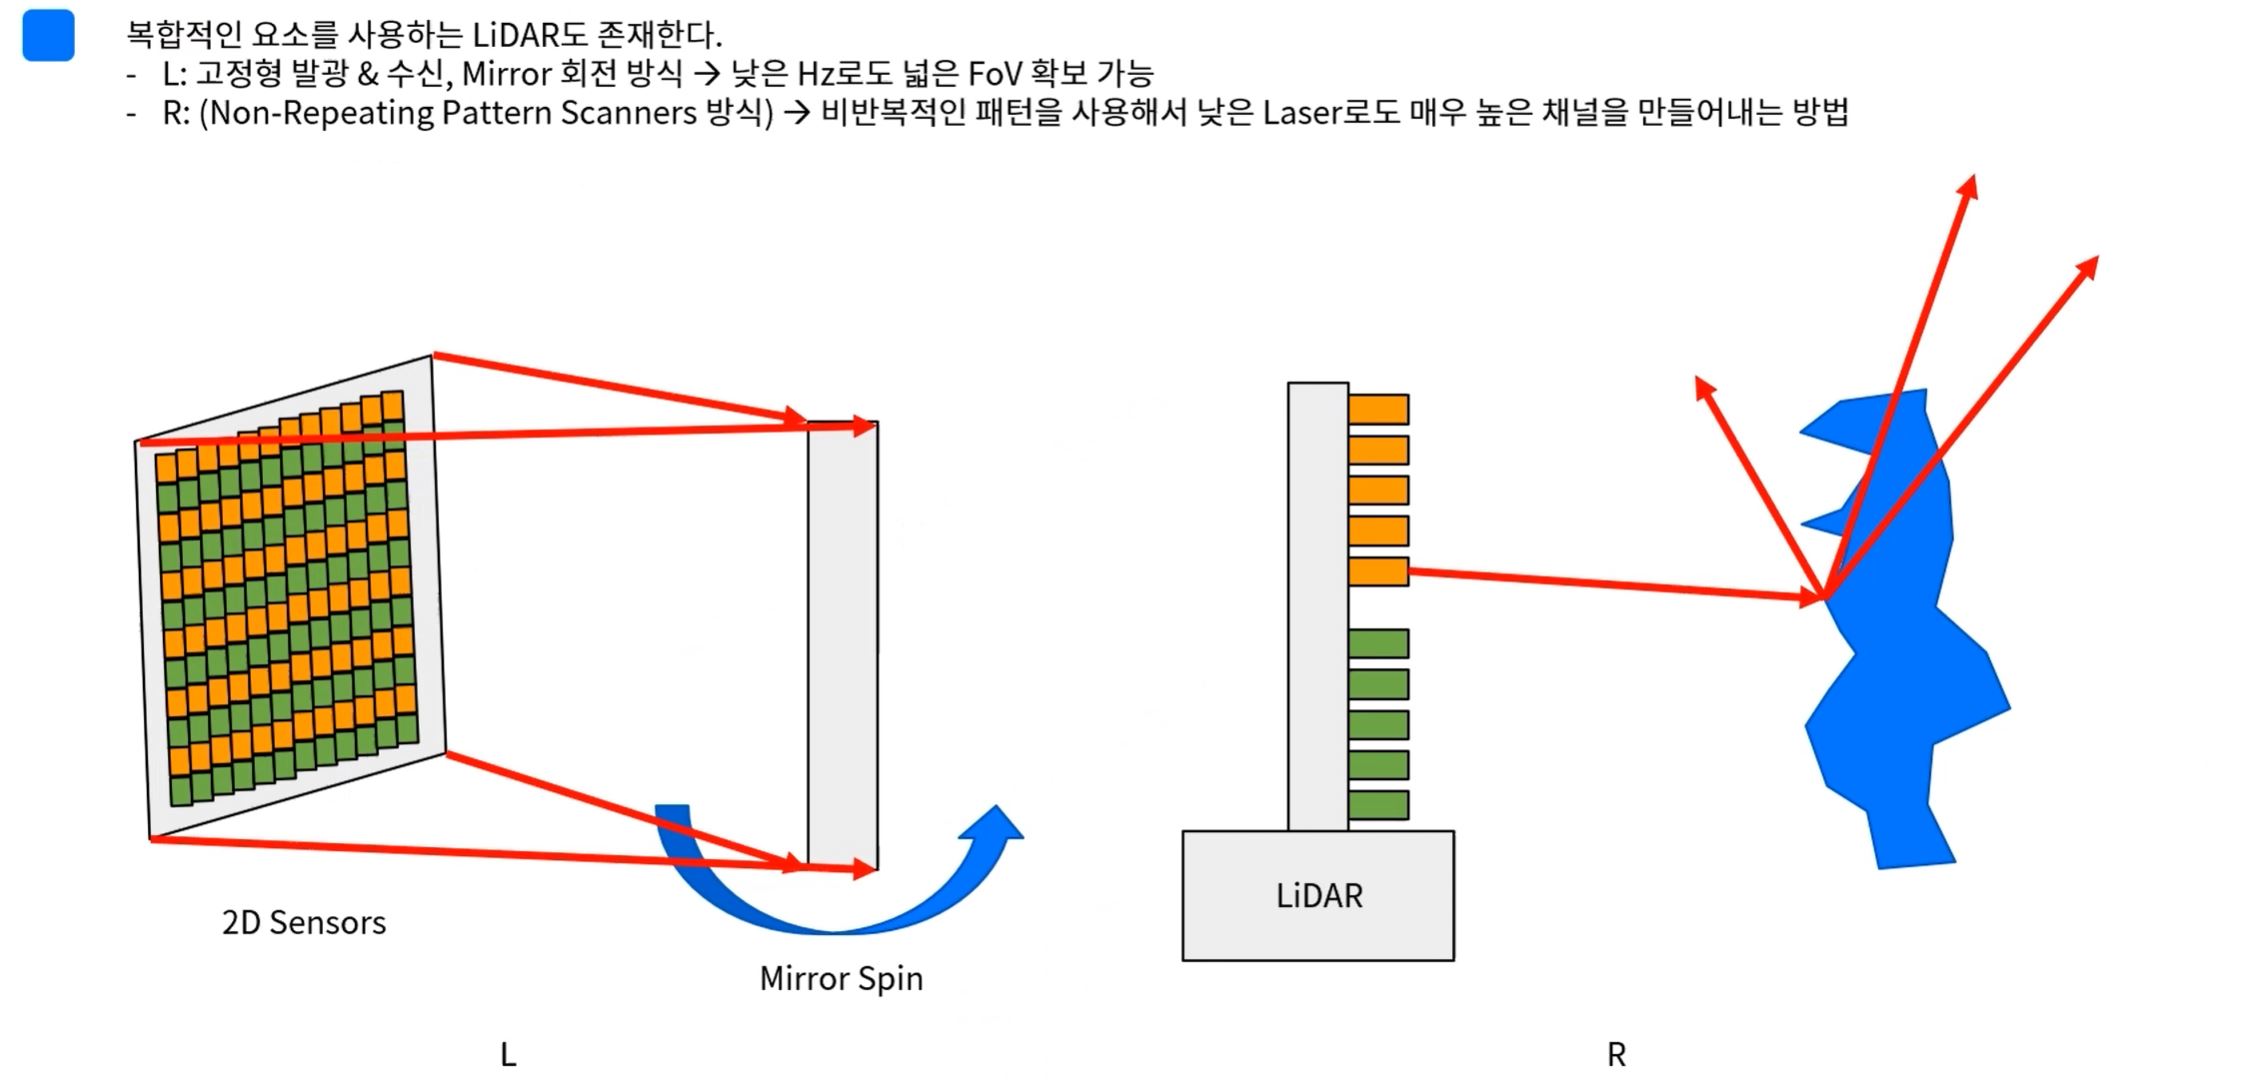 복합적인 요소를 사용하는 LiDAR도 존재한다.
- L: 고정형 발광 & 수신, Mirror 회전 방식 → 낮은 Hz로도 넓은 FoV 확보 가능
- R: (Non-Repeating Pattern Scanners 방식) → 비반복적인 패턴을 사용해서 낮은 Laser로도 매우 높은 채널을 만들어내는 방법
LiDAR
2D Sensors
Mirror Spin
L
R